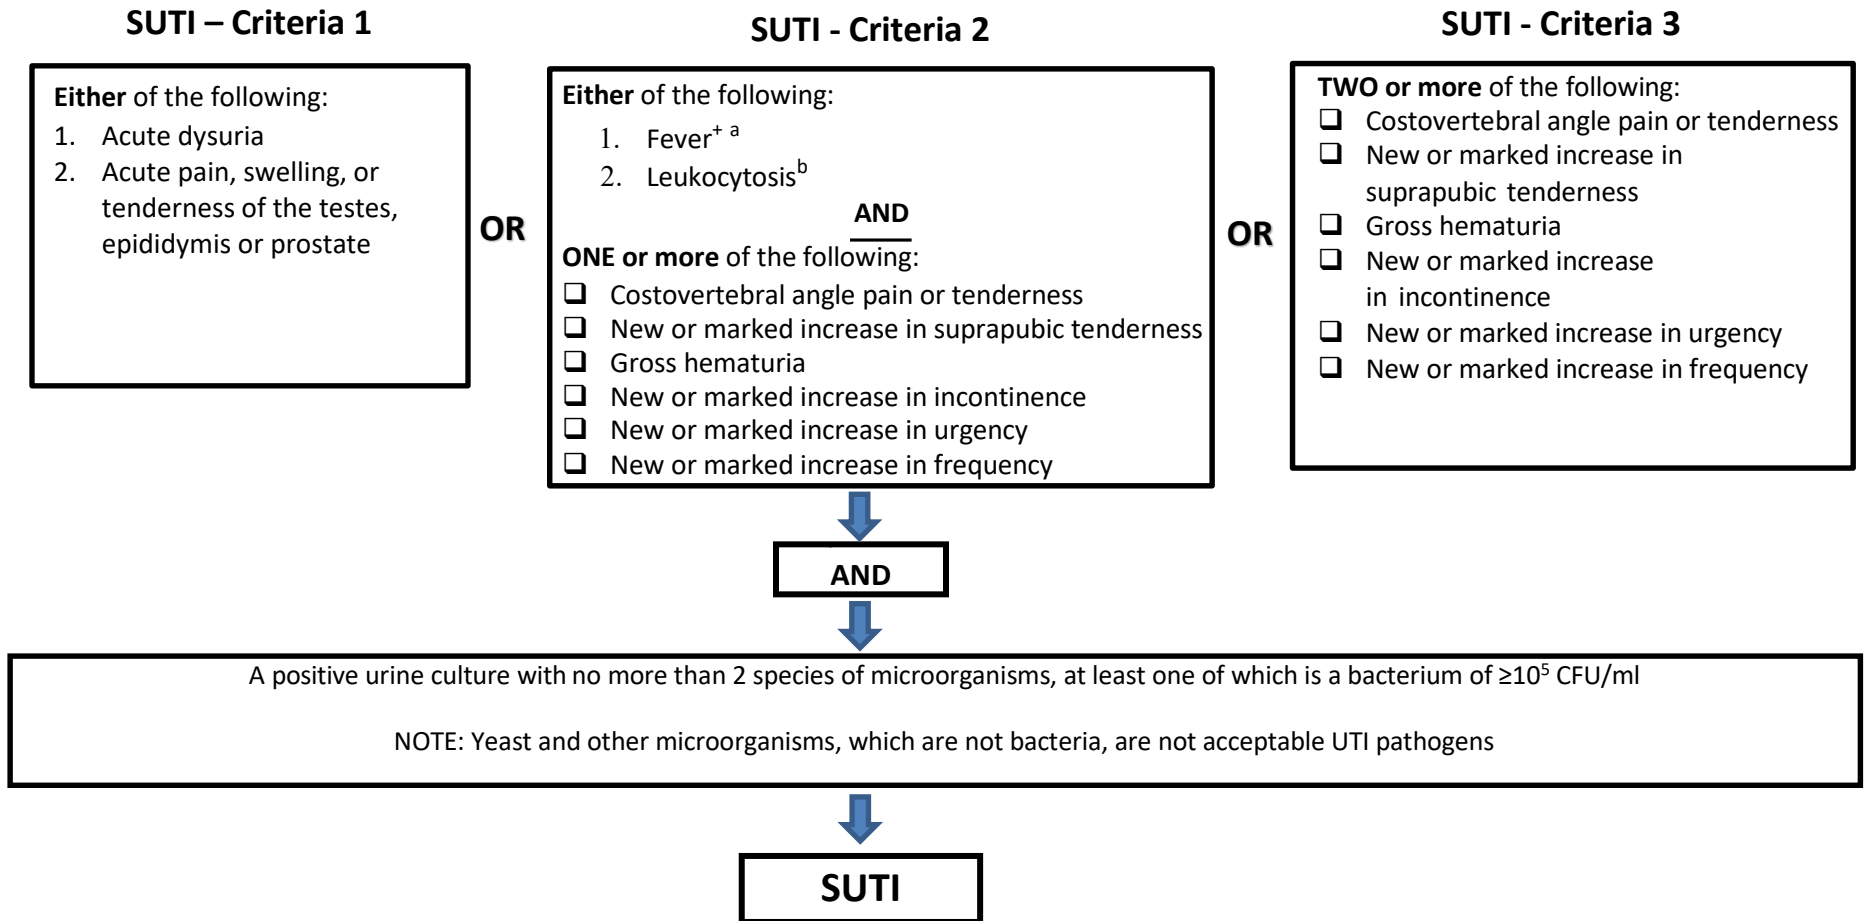 SUTI – Criteria 1
Either of the following:
1. Acute dysuria
2. Acute pain, swelling, or
tenderness of the testes,
epididymis or prostate
OR
SUTI - Criteria 2
Either of the following:
1. Fever⁺ ᵃ
2. Leukocytosisᵇ
AND
ONE or more of the following:
❑ Costovertebral angle pain or tenderness
❑ New or marked increase in suprapubic tenderness
❑ Gross hematuria
❑ New or marked increase in incontinence
❑ New or marked increase in urgency
❑ New or marked increase in frequency
OR
SUTI - Criteria 3
TWO or more of the following:
❑ Costovertebral angle pain or tenderness
❑ New or marked increase in
suprapubic tenderness
❑ Gross hematuria
❑ New or marked increase
in incontinence
❑ New or marked increase in urgency
❑ New or marked increase in frequency
AND
A positive urine culture with no more than 2 species of microorganisms, at least one of which is a bacterium of ≥10⁵ CFU/ml
NOTE: Yeast and other microorganisms, which are not bacteria, are not acceptable UTI pathogens
SUTI